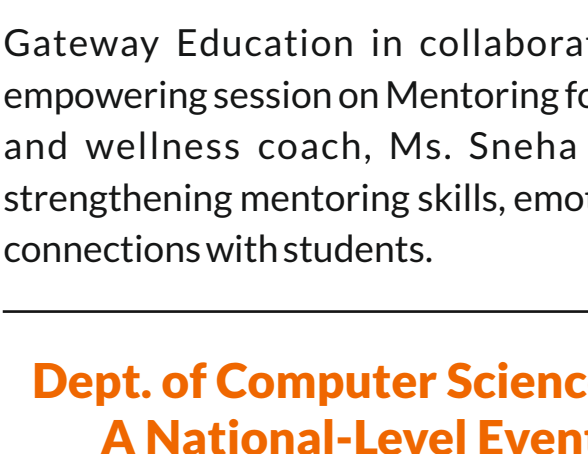 Gateway Education in collabora
empowering session on Mentoring fo
and wellness coach, Ms. Sneha
strengthening mentoring skills, emo
connections with students.
Dept. of Computer Scienc
A National-Level Even